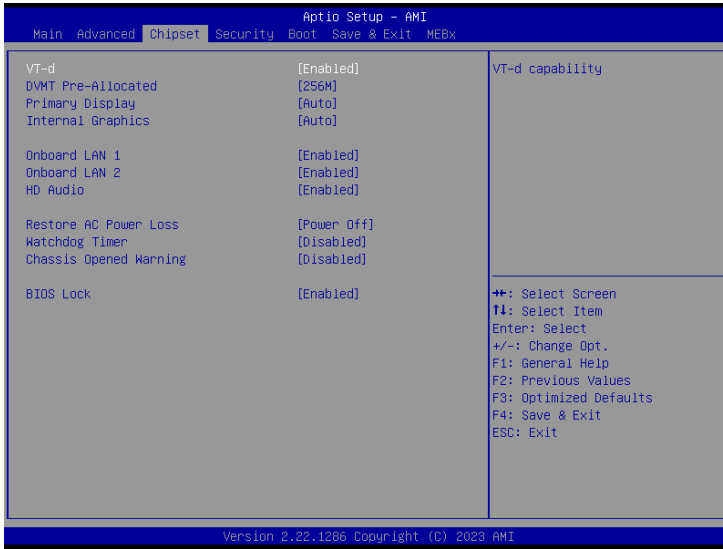 Aptio Setup – AMI
Main Advanced Chipset Security Boot Save & Exit MEBx
VT-d [Enabled]
DVMT Pre-Allocated [256M]
Primary Display [Auto]
Internal Graphics [Auto]
Onboard LAN 1 [Enabled]
Onboard LAN 2 [Enabled]
HD Audio [Enabled]
Restore AC Power Loss [Power Off]
Watchdog Timer [Disabled]
Chassis Opened Warning [Disabled]
BIOS Lock [Enabled]
VT-d capability
→←: Select Screen
↑↓: Select Item
Enter: Select
+/-: Change Opt.
F1: General Help
F2: Previous Values
F3: Optimized Defaults
F4: Save & Exit
ESC: Exit
Version 2.22.1286 Copyright (C) 2023 AMI